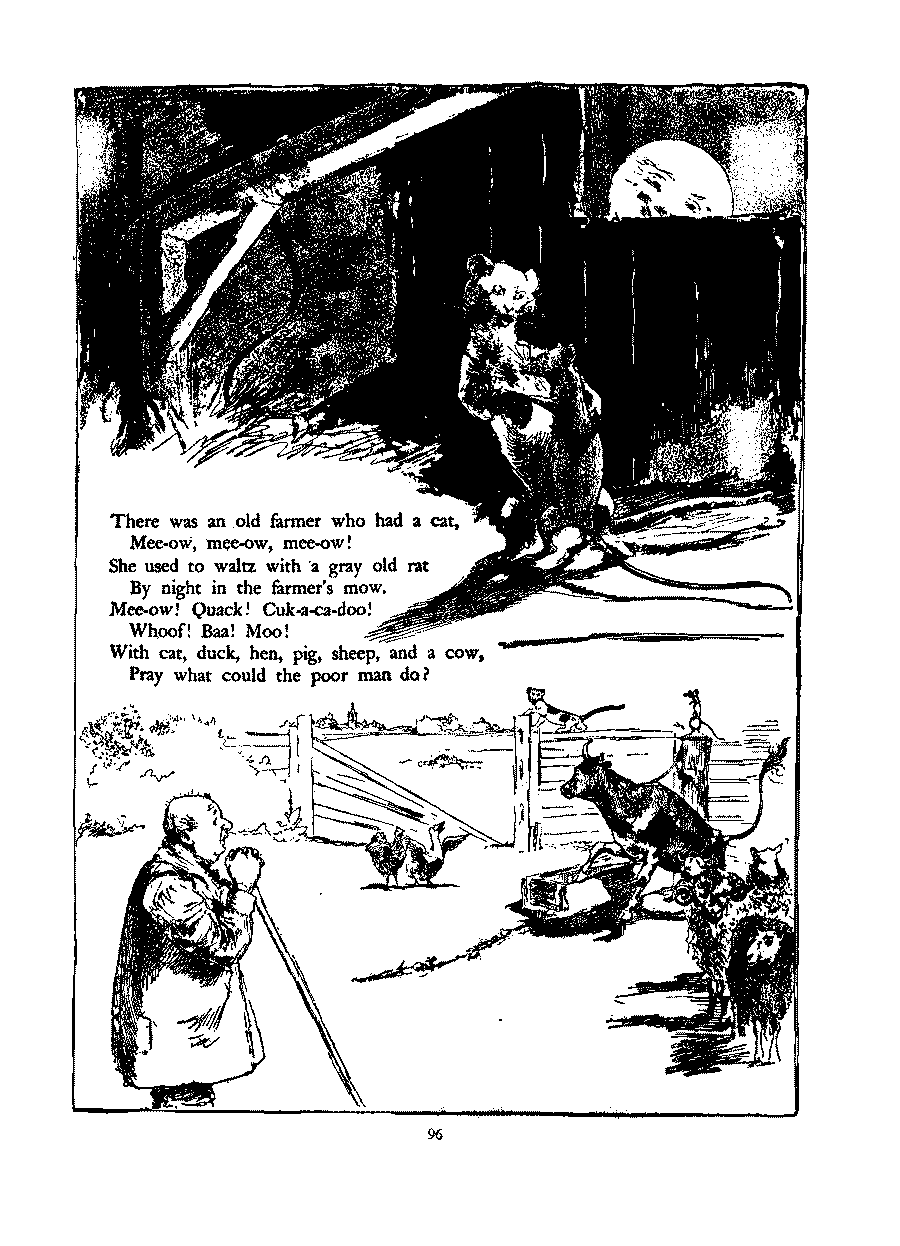 There was an old farmer who had a cat,
Mee-ow, mee-ow, mee-ow!
She used to waltz with a gray old rat
By night in the farmer's mow.
Mee-ow! Quack! Cuk-a-ca-doo!
Whoof! Baa! Moo!
With cat, duck, hen, pig, sheep, and a cow,
Pray what could the poor man do?
96